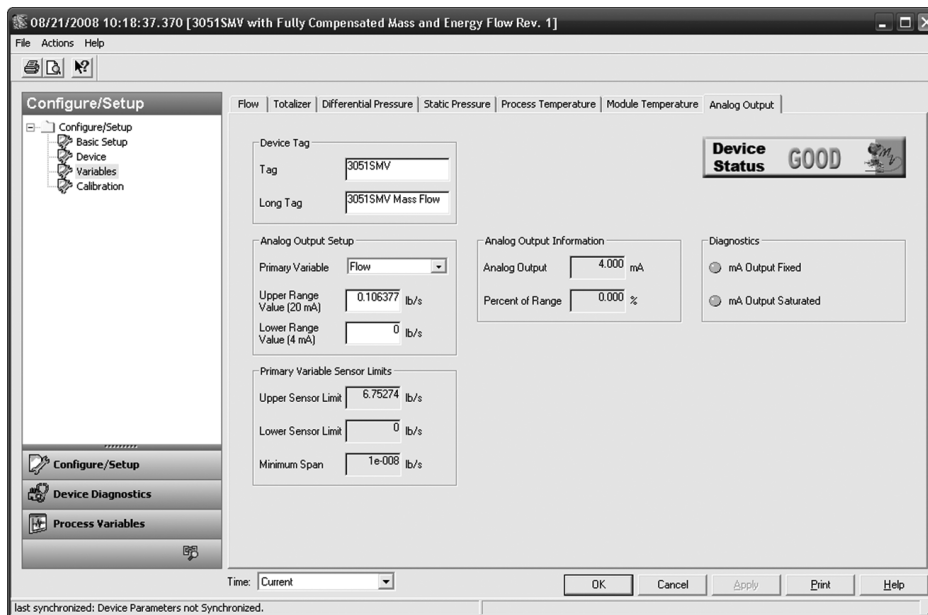 08/21/2008 10:18:37.370 [3051SMV with Fully Compensated Mass and Energy Flow Rev. 1]
File Actions Help
Configure/Setup
Configure/Setup
Basic Setup
Device
Variables
Calibration
Configure/Setup
Device Diagnostics
Process Variables
Flow Totalizer Differential Pressure Static Pressure Process Temperature Module Temperature Analog Output
Device Tag
Tag 3051SMV
Long Tag 3051SMV Mass Flow
Device Status GOOD
Analog Output Setup
Primary Variable Flow
Upper Range Value (20 mA) 0.106377 lb/s
Lower Range Value (4 mA) 0 lb/s
Analog Output Information
Analog Output 4.000 mA
Percent of Range 0.000 %
Diagnostics
mA Output Fixed
mA Output Saturated
Primary Variable Sensor Limits
Upper Sensor Limit 6.75274 lb/s
Lower Sensor Limit 0 lb/s
Minimum Span 1e-008 lb/s
Time: Current
OK Cancel Apply Print Help
last synchronized: Device Parameters not Synchronized.